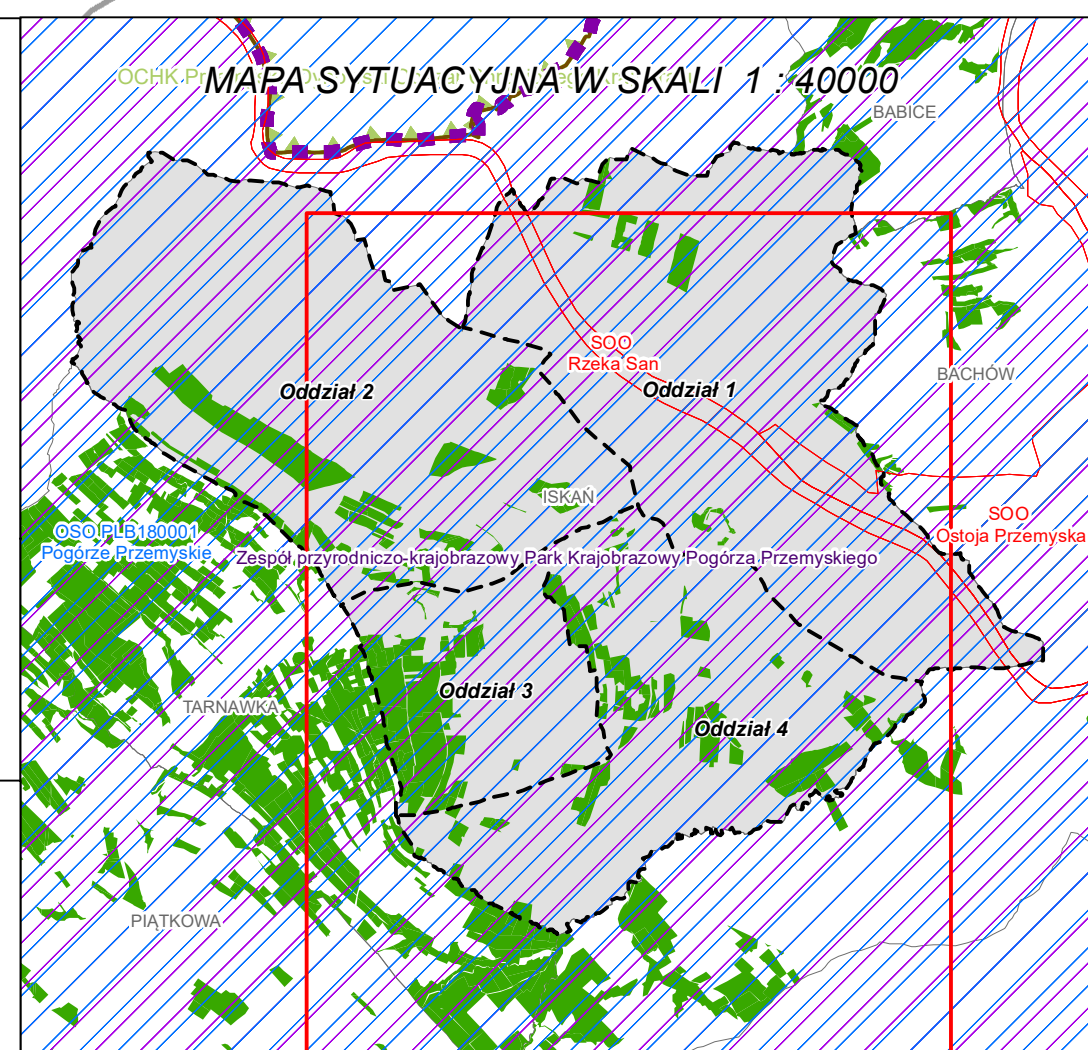 MAPA SYTUACYJNA W SKALI 1 : 40000
BABICE
SOO
Rzeka San
BACHÓW
Oddział 2
Oddział 1
ISKAŃ
SOO
Ostoja Przemyska
OSO PLB180001
Pogórze Przemyskie
Zespół przyrodniczo-krajobrazowy Park Krajobrazowy Pogórza Przemyskiego
Oddział 3
TARNAWKA
Oddział 4
PIĄTKOWA